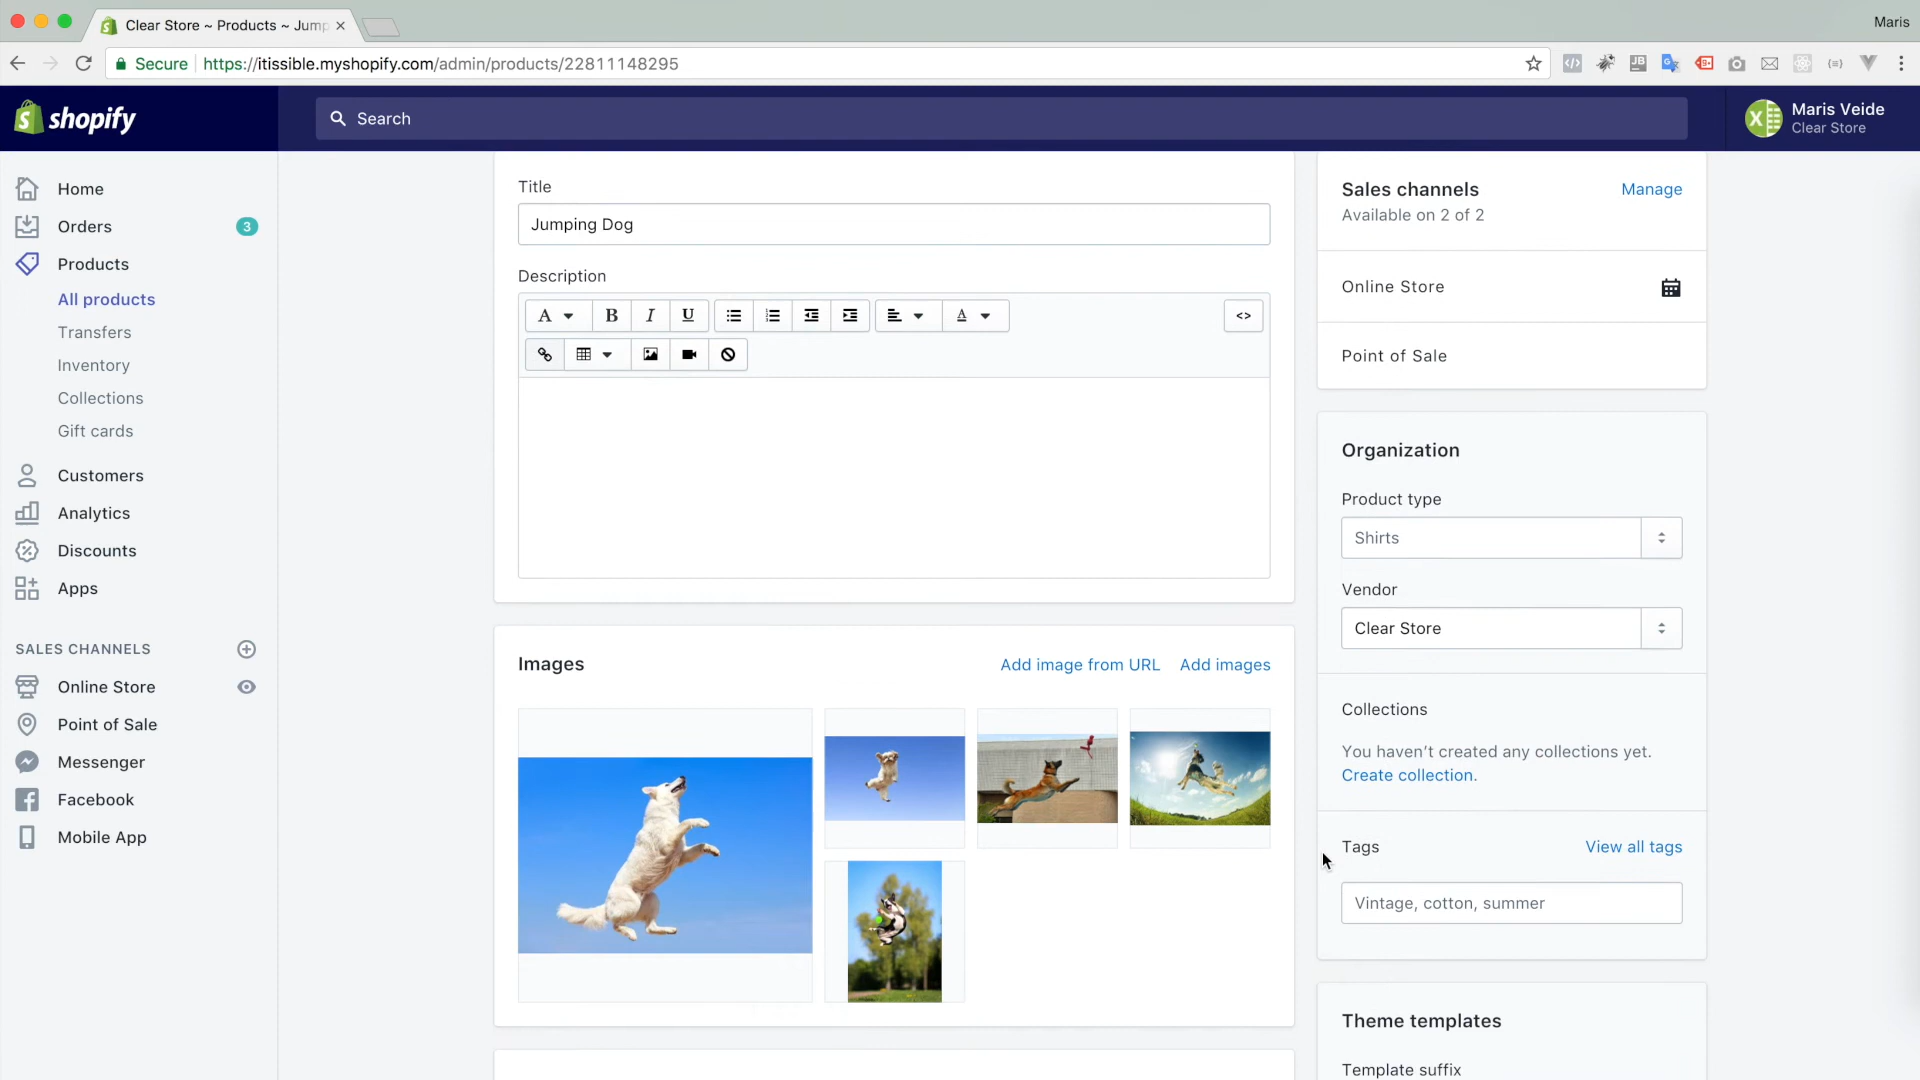 Clear Store ~ Products ~ Jump
Maris
Secure
https://itissible.myshopify.com/admin/products/22811148295
shopify
Search
Maris Veide
Clear Store
Home
Orders
3
Products
All products
Transfers
Inventory
Collections
Gift cards
Customers
Analytics
Discounts
Apps
SALES CHANNELS
Online Store
Point of Sale
Messenger
Facebook
Mobile App
Title
Jumping Dog
Description
Images
Add image from URL
Add images
Sales channels
Manage
Available on 2 of 2
Online Store
Point of Sale
Organization
Product type
Shirts
Vendor
Clear Store
Collections
You haven’t created any collections yet.
Create collection.
Tags
View all tags
Vintage, cotton, summer
Theme templates
Template suffix